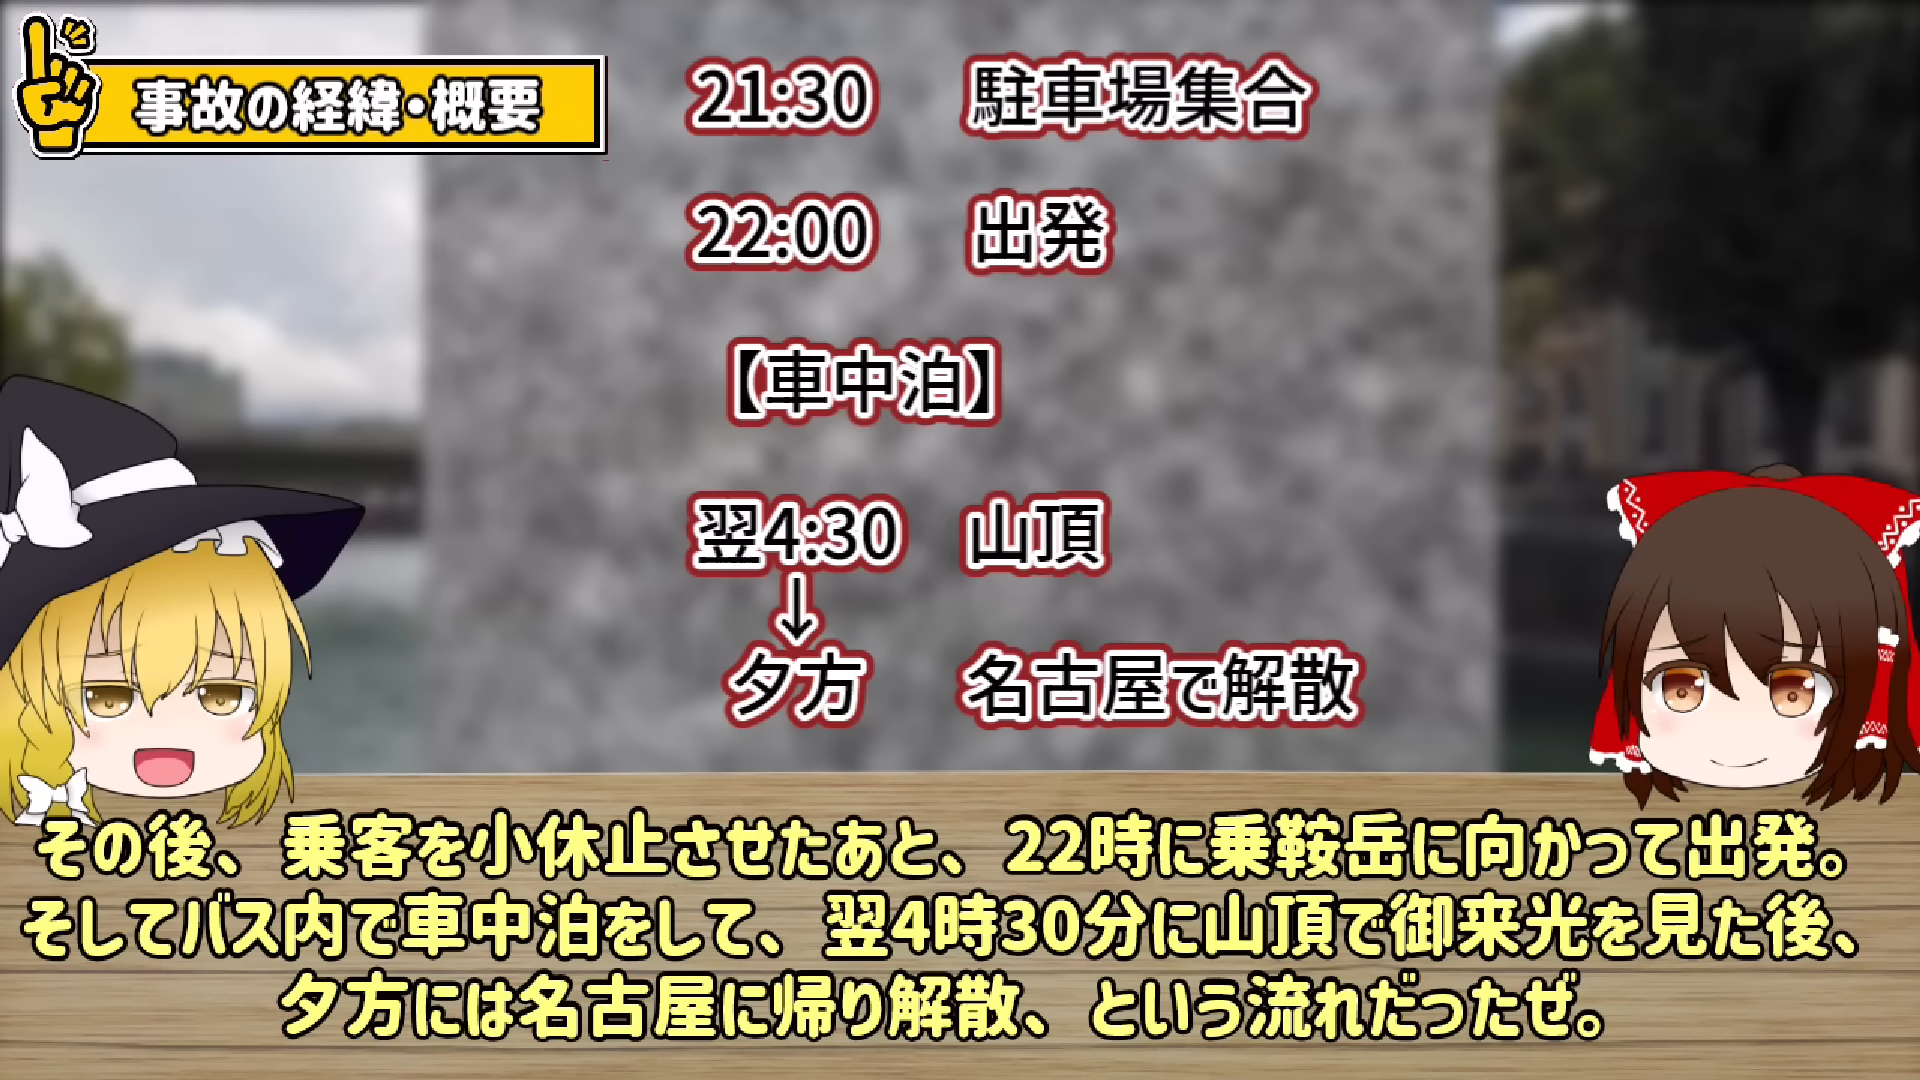 事故の経緯・概要
21:30 駐車場集合
22:00 出発
【車中泊】
翌4:30 山頂
↓
夕方 名古屋で解散
その後、乗客を小休止させたあと、22時に乗鞍岳に向かって出発。
そしてバス内で車中泊をして、翌4時30分に山頂で御来光を見た後、
夕方には名古屋に帰り解散、という流れだったぜ。